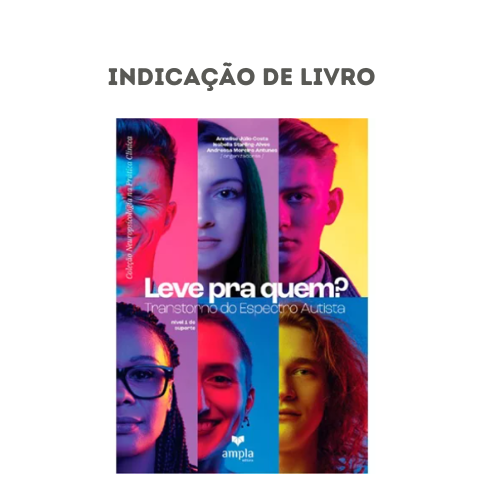 INDICAÇÃO DE LIVRO
Annelise Júlio-Costa
Isabella Starling-Alves
Andressa Moreira Antunes
/ organizadoras /
Coleção Neuropsicologia na Prática Clínica
Leve pra quem?
Transtorno do Espectro Autista
nível 1 de
suporte
ampla
editora